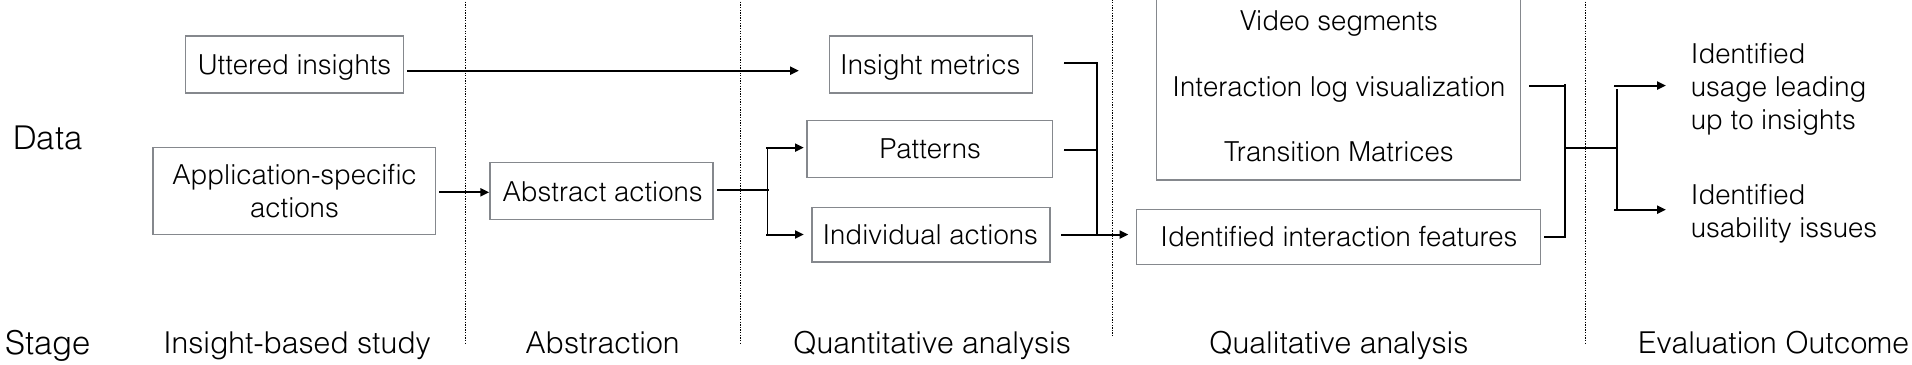 Data
Uttered insights
Application-specific
actions
Abstract actions
Insight metrics
Patterns
Individual actions
Video segments
Interaction log visualization
Transition Matrices
Identified interaction features
Identified
usage leading
up to insights
Identified
usability issues
Stage
Insight-based study
Abstraction
Quantitative analysis
Qualitative analysis
Evaluation Outcome